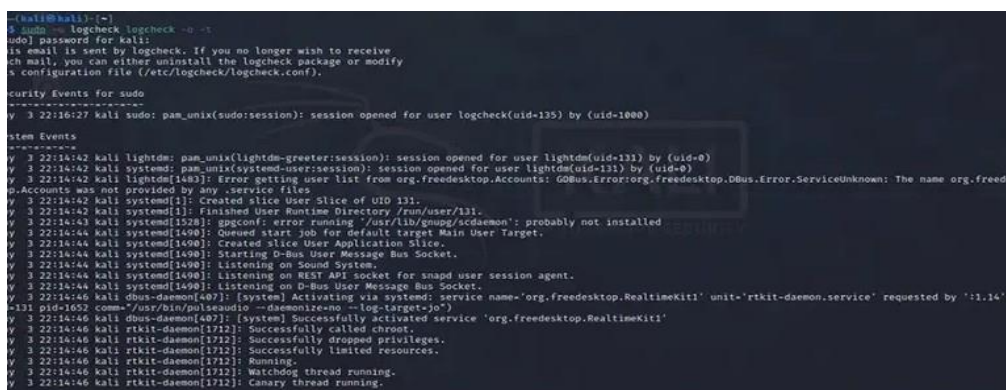 -(kali㉿kali)-[~]
$ sudo -u logcheck logcheck -o -t
udo] password for kali:
is email is sent by logcheck. If you no longer wish to receive
ch mail, you can either uninstall the logcheck package or modify
s configuration file (/etc/logcheck/logcheck.conf).
curity Events for sudo
-=-=-=-=-=-=-=-=-=-=-=
y  3 22:16:27 kali sudo: pam_unix(sudo:session): session opened for user logcheck(uid=135) by (uid=1000)
stem Events
=-=-=-=-=-=
y  3 22:14:42 kali lightdm: pam_unix(lightdm-greeter:session): session opened for user lightdm(uid=131) by (uid=0)
y  3 22:14:42 kali systemd: pam_unix(systemd-user:session): session opened for user lightdm(uid=131) by (uid=0)
y  3 22:14:42 kali lightdm[1483]: Error getting user list from org.freedesktop.Accounts: GDBus.Error:org.freedesktop.DBus.Error.ServiceUnknown: The name org.freed
op.Accounts was not provided by any .service files
y  3 22:14:42 kali systemd[1]: Created slice User Slice of UID 131.
y  3 22:14:42 kali systemd[1]: Finished User Runtime Directory /run/user/131.
y  3 22:14:43 kali systemd[1528]: gpgconf: error running '/usr/lib/gnupg/scdaemon': probably not installed
y  3 22:14:44 kali systemd[1490]: Queued start job for default target Main User Target.
y  3 22:14:44 kali systemd[1490]: Created slice User Application Slice.
y  3 22:14:44 kali systemd[1490]: Starting D-Bus User Message Bus Socket.
y  3 22:14:44 kali systemd[1490]: Listening on Sound System.
y  3 22:14:44 kali systemd[1490]: Listening on REST API socket for snapd user session agent.
y  3 22:14:44 kali systemd[1490]: Listening on D-Bus User Message Bus Socket.
y  3 22:14:46 kali dbus-daemon[407]: [system] Activating via systemd: service name='org.freedesktop.RealtimeKit1' unit='rtkit-daemon.service' requested by ':1.14'
=131 pid=1652 comm="/usr/bin/pulseaudio --daemonize=no --log-target=jo")
y  3 22:14:46 kali dbus-daemon[407]: [system] Successfully activated service 'org.freedesktop.RealtimeKit1'
y  3 22:14:46 kali rtkit-daemon[1712]: Successfully called chroot.
y  3 22:14:46 kali rtkit-daemon[1712]: Successfully dropped privileges.
y  3 22:14:46 kali rtkit-daemon[1712]: Successfully limited resources.
y  3 22:14:46 kali rtkit-daemon[1712]: Running.
y  3 22:14:46 kali rtkit-daemon[1712]: Watchdog thread running.
y  3 22:14:46 kali rtkit-daemon[1712]: Canary thread running.